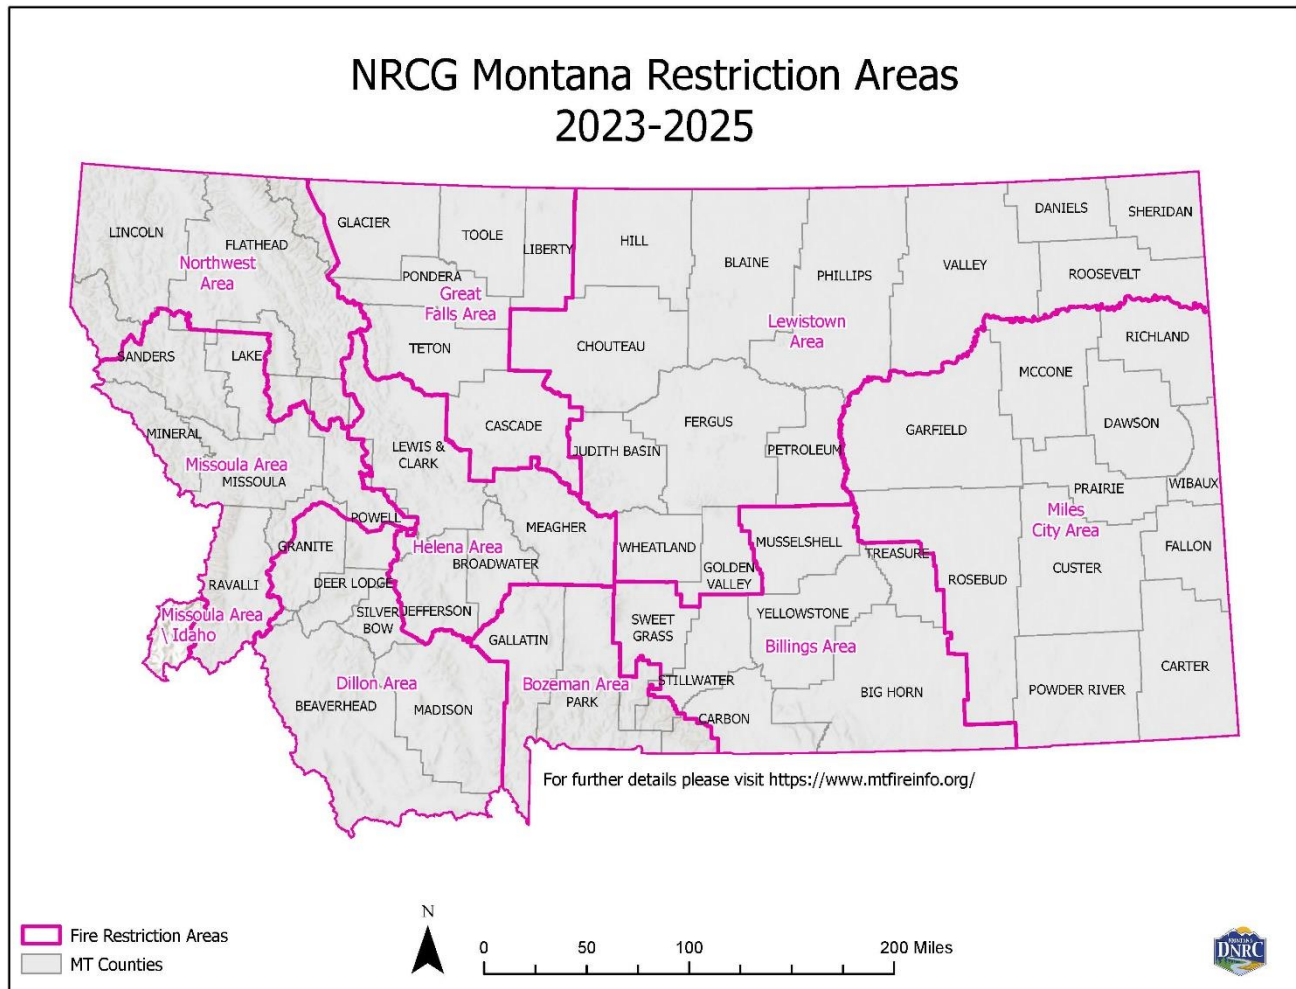 NRCG Montana Restriction Areas
2023-2025
LINCOLN
FLATHEAD
Northwest
Area
GLACIER
TOOLE
LIBERTY
PONDERA
Great
Falls Area
TETON
HILL
BLAINE
PHILLIPS
VALLEY
DANIELS
SHERIDAN
ROOSEVELT
Lewistown
Area
CHOUTEAU
RICHLAND
MCCONE
SANDERS
LAKE
MINERAL
Missoula Area
MISSOULA
LEWIS &
CLARK
CASCADE
JUDITH BASIN
FERGUS
PETROLEUM
GARFIELD
DAWSON
PRAIRIE
WIBAUX
Miles
City Area
POWELL
GRANITE
Helena Area
BROADWATER
MEAGHER
WHEATLAND
GOLDEN
VALLEY
MUSSELSHELL
TREASURE
ROSEBUD
CUSTER
FALLON
RAVALLI
DEER LODGE
SILVER
BOW
JEFFERSON
Missoula Area
\ Idaho
GALLATIN
SWEET
GRASS
YELLOWSTONE
Billings Area
Dillon Area
BEAVERHEAD
MADISON
Bozeman Area
PARK
STILLWATER
CARBON
BIG HORN
POWDER RIVER
CARTER
For further details please visit https://www.mtfireinfo.org/
Fire Restriction Areas
MT Counties
N
0 50 100 200 Miles
MONTANA
DNRC